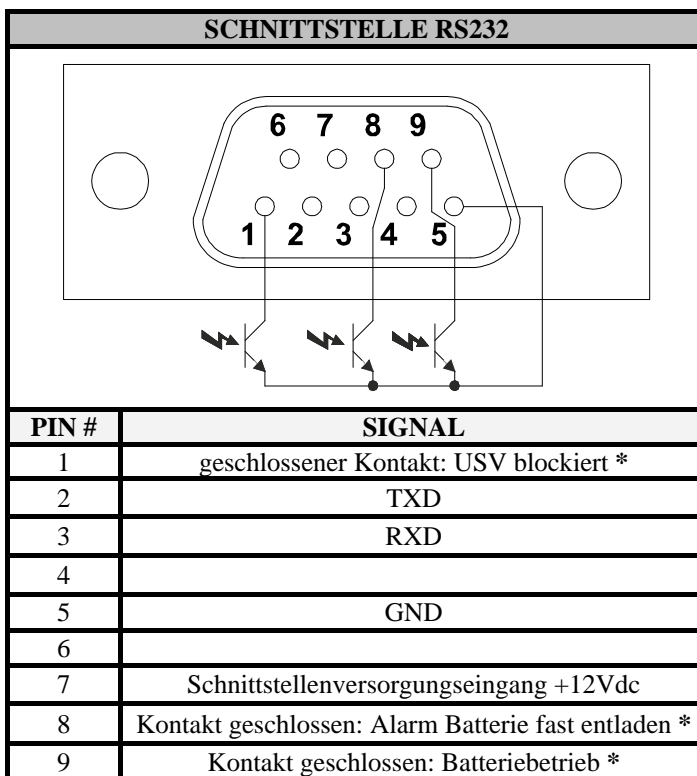 SCHNITTSTELLE RS232
6 7 8 9
1 2 3 4 5
PIN # SIGNAL
1 geschlossener Kontakt: USV blockiert *
2 TXD
3 RXD
4
5 GND
6
7 Schnittstellenversorgungseingang +12Vdc
8 Kontakt geschlossen: Alarm Batterie fast entladen *
9 Kontakt geschlossen: Batteriebetrieb *